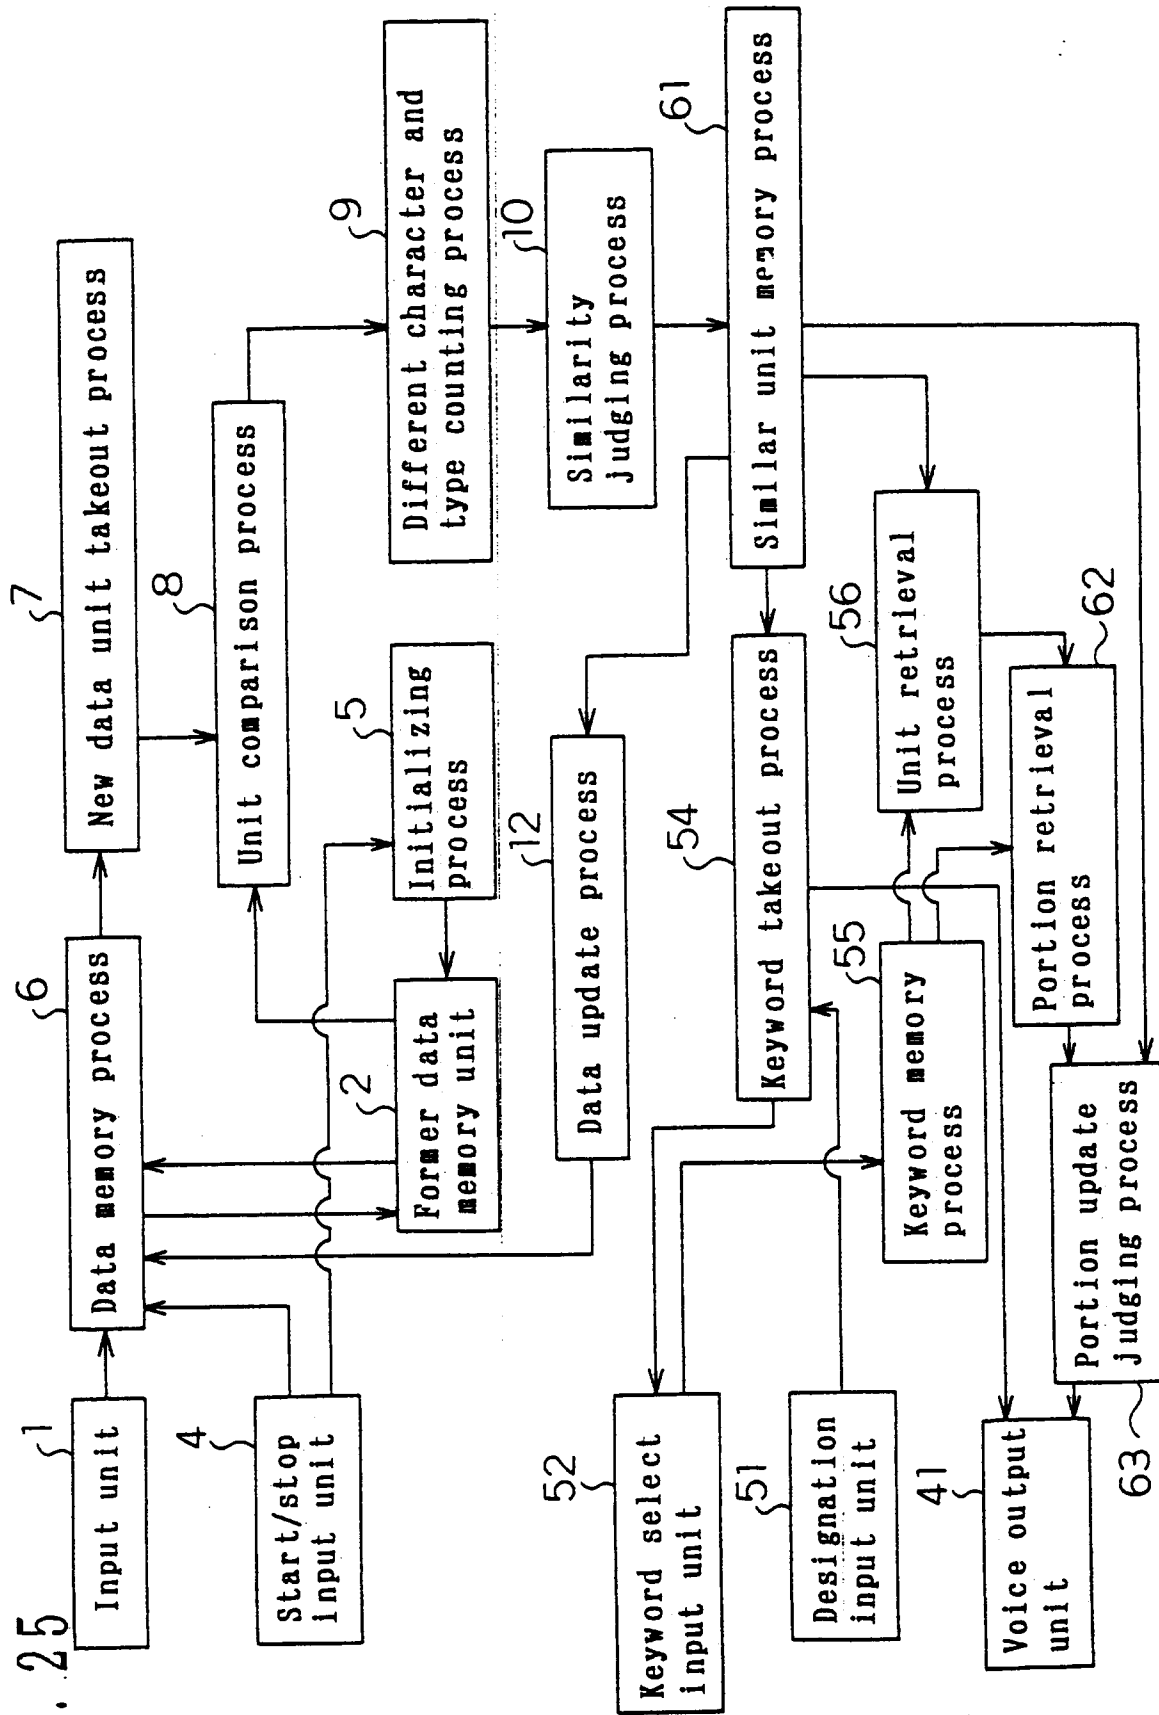 . 25
1
Input unit
6
Data memory process
7
New data unit takeout process
4
Start/stop
input unit
8
Unit comparison process
2
Former data
memory unit
5
Initializing
process
9
Different character and
type counting process
12
Data update process
10
Similarity
judging process
52
Keyword select
input unit
54
Keyword takeout process
61
Similar unit memory process
51
Designation
input unit
55
Keyword memory
process
56
Unit retrieval
process
41
Voice output
unit
62
Portion retrieval
process
63
Portion update
judging process